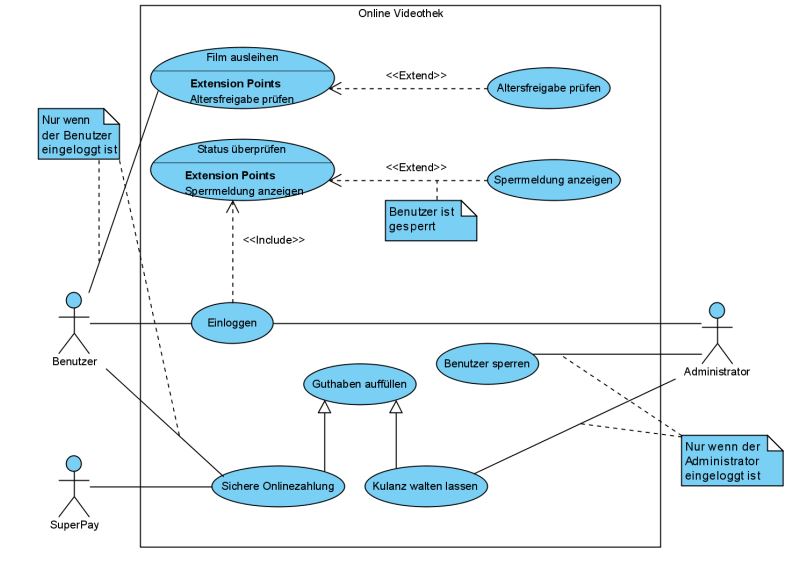 Online Videothek
Film ausleihen
Extension Points
Altersfreigabe prüfen
<<Extend>>
Altersfreigabe prüfen
Nur wenn
der Benutzer
eingeloggt ist
Status überprüfen
Extension Points
Sperrmeldung anzeigen
<<Extend>>
Sperrmeldung anzeigen
Benutzer ist
gesperrt
<<Include>>
Einloggen
Benutzer
Benutzer sperren
Administrator
Guthaben auffüllen
Nur wenn der
Administrator
eingeloggt ist
Sichere Onlinezahlung
Kulanz walten lassen
SuperPay